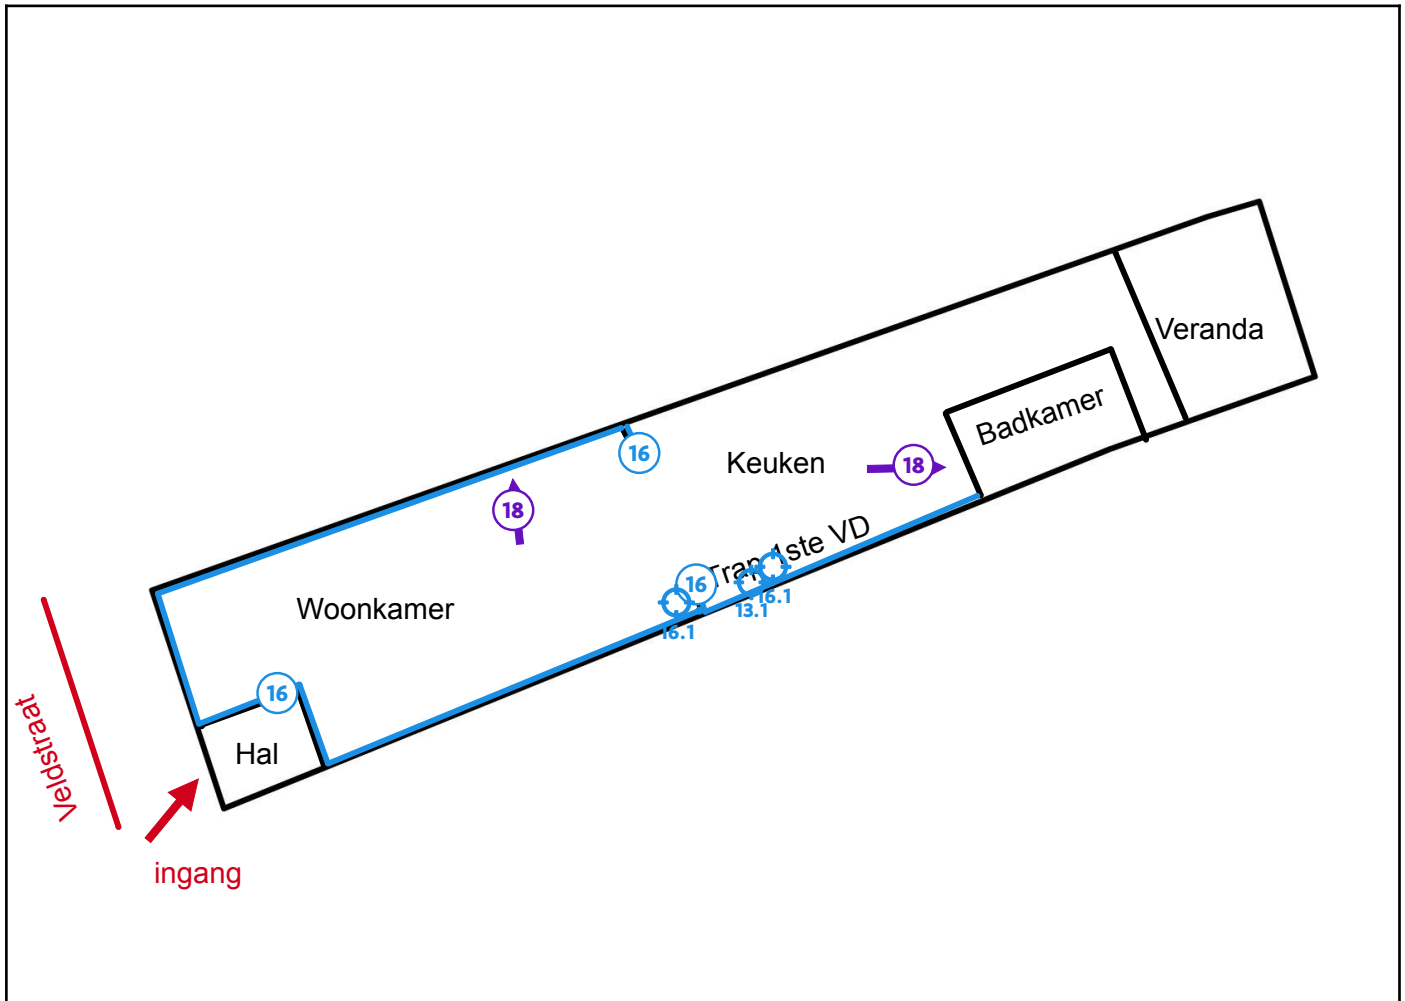 Veranda
Badkamer
16
Keuken
18
18
Trap 1ste VD
16
16.1
13.1
16.1
Woonkamer
16
Hal
Veldstraat
ingang